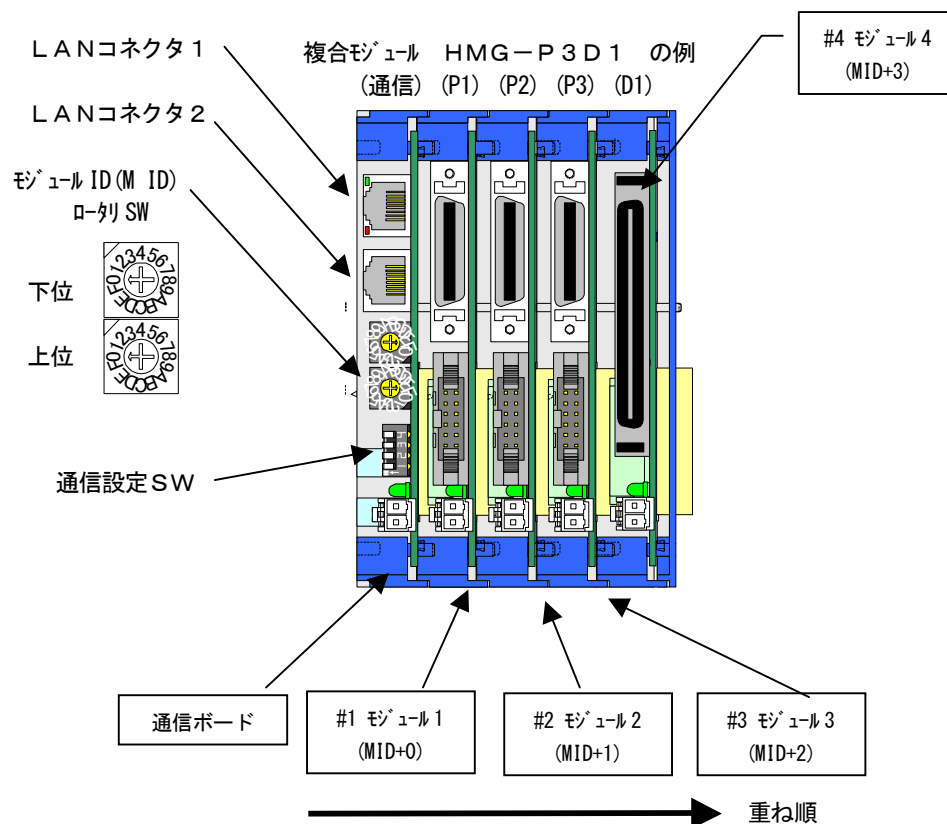 LANコネクタ1
複合ﾓｼﾞｭｰﾙ HMG－P3D1 の例
(通信) (P1) (P2) (P3) (D1)
#4 ﾓｼﾞｭｰﾙ4
(MID+3)
LANコネクタ2
ﾓｼﾞｭｰﾙID(M ID)
ﾛｰﾀﾘSW
下位
0123456789ABCDEF
上位
0123456789ABCDEF
通信設定SW
通信ボード
#1 ﾓｼﾞｭｰﾙ1
(MID+0)
#2 ﾓｼﾞｭｰﾙ2
(MID+1)
#3 ﾓｼﾞｭｰﾙ3
(MID+2)
重ね順